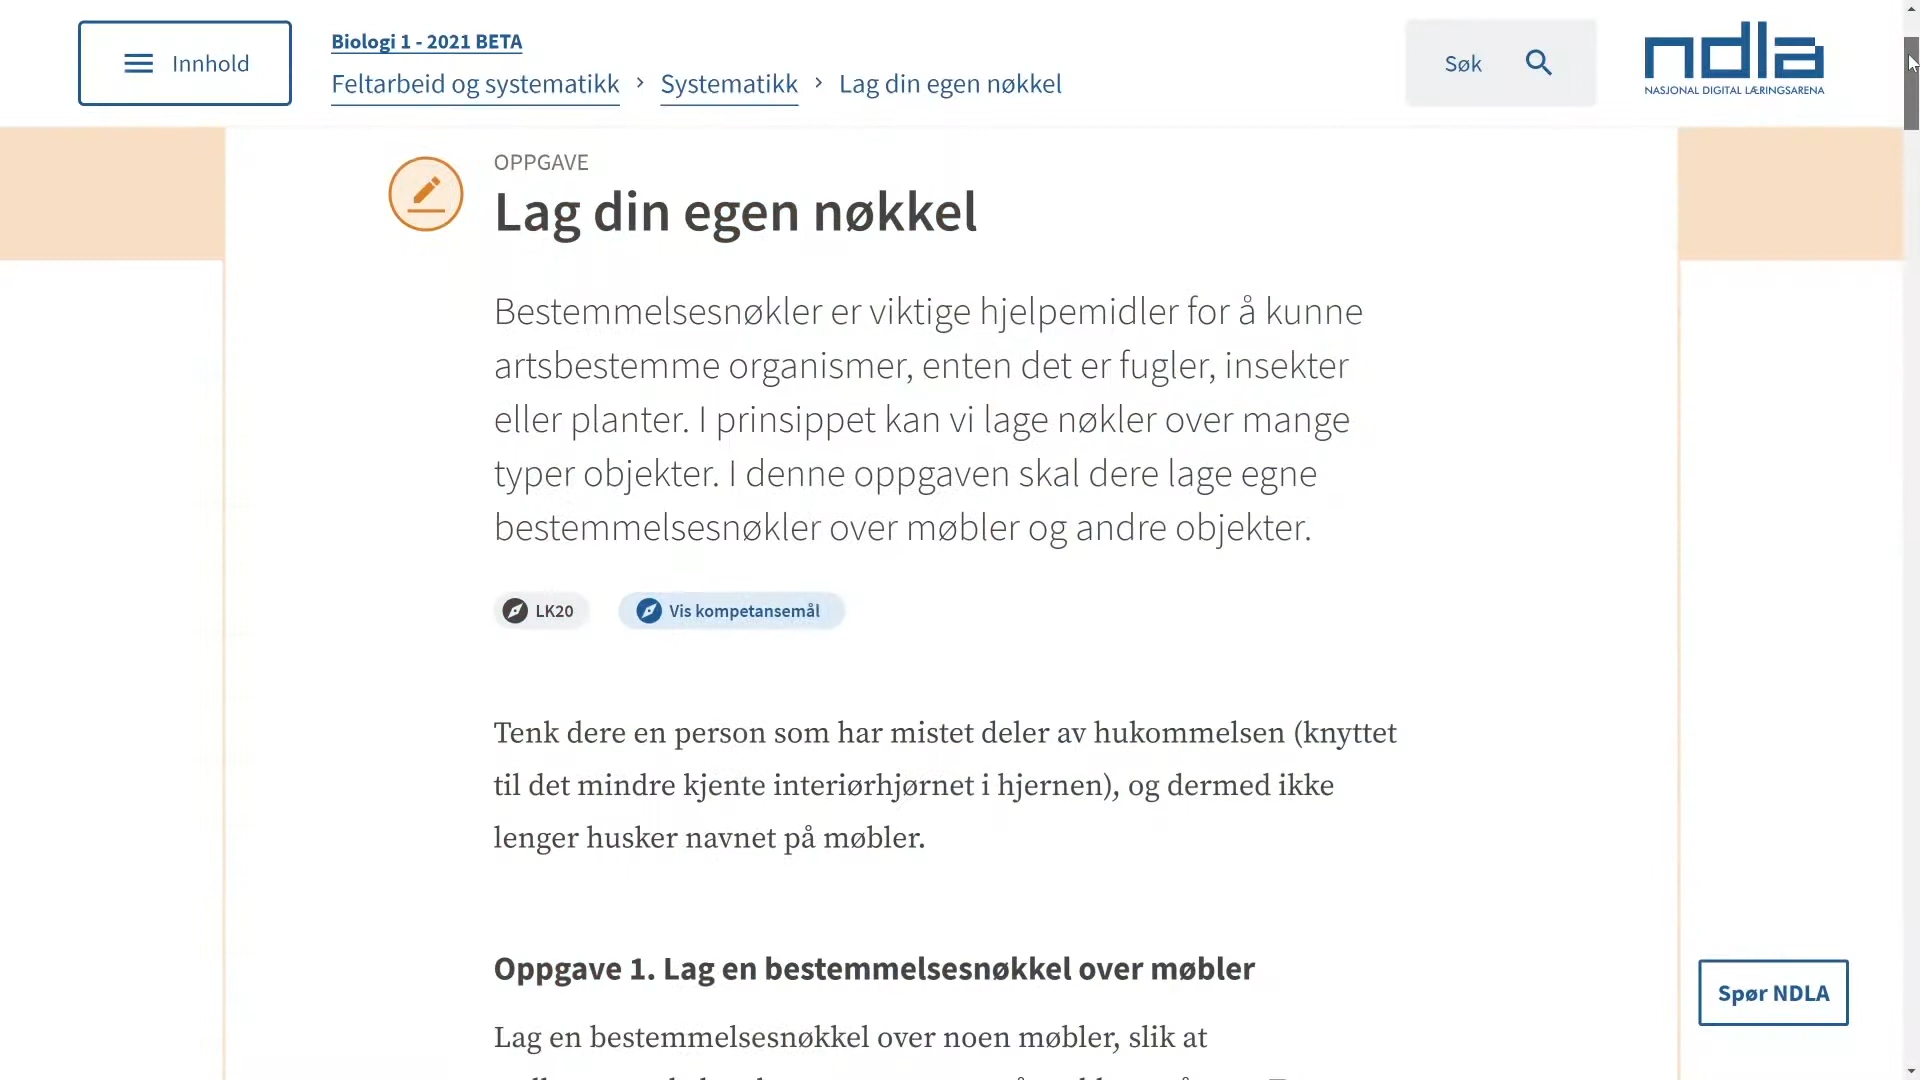 Innhold
Biologi 1 - 2021 BETA
Feltarbeid og systematikk › Systematikk › Lag din egen nøkkel
Søk
ndla
NASJONAL DIGITAL LÆRINGSARENA
OPPGAVE
Lag din egen nøkkel
Bestemmelsesnøkler er viktige hjelpemidler for å kunne
artsbestemme organismer, enten det er fugler, insekter
eller planter. I prinsippet kan vi lage nøkler over mange
typer objekter. I denne oppgaven skal dere lage egne
bestemmelsesnøkler over møbler og andre objekter.
LK20
Vis kompetansemål
Tenk dere en person som har mistet deler av hukommelsen (knyttet
til det mindre kjente interiørhjørnet i hjernen), og dermed ikke
lenger husker navnet på møbler.
Oppgave 1. Lag en bestemmelsesnøkkel over møbler
Lag en bestemmelsesnøkkel over noen møbler, slik at
Spør NDLA